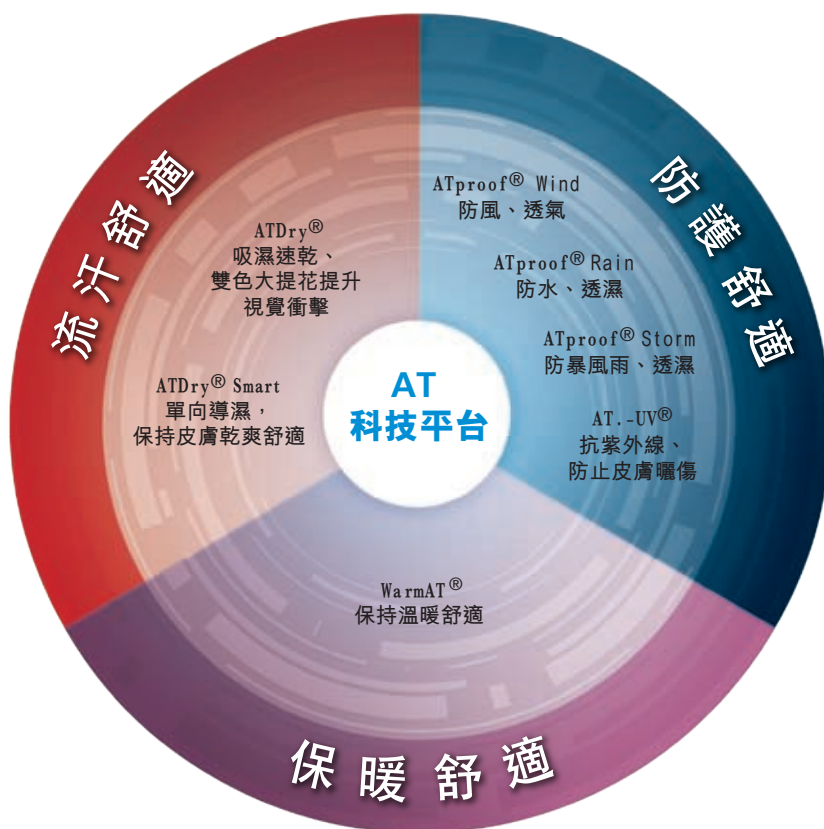 流汗舒適
ATDry®
吸濕速乾、
雙色大提花提升
視覺衝擊
ATDry® Smart
單向導濕，
保持皮膚乾爽舒適
防護舒適
ATproof® Wind
防風、透氣
ATproof® Rain
防水、透濕
ATproof® Storm
防暴風雨、透濕
AT.-UV®
抗紫外線、
防止皮膚曬傷
AT
科技平台
WarmAT®
保持溫暖舒適
保暖舒適